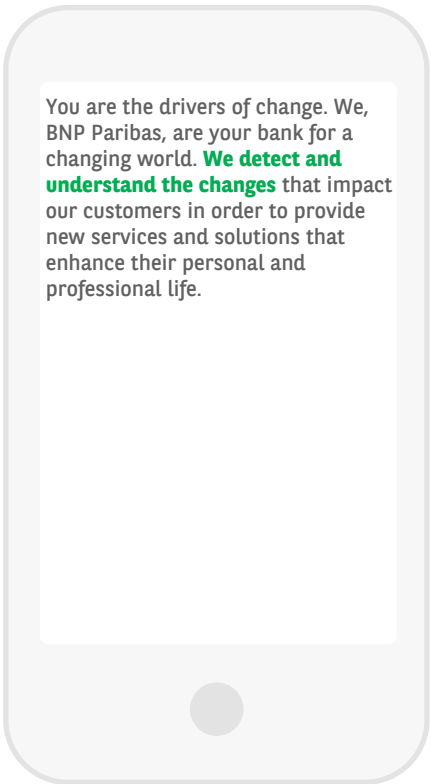 You are the drivers of change. We,
BNP Paribas, are your bank for a
changing world. We detect and
understand the changes that impact
our customers in order to provide
new services and solutions that
enhance their personal and
professional life.